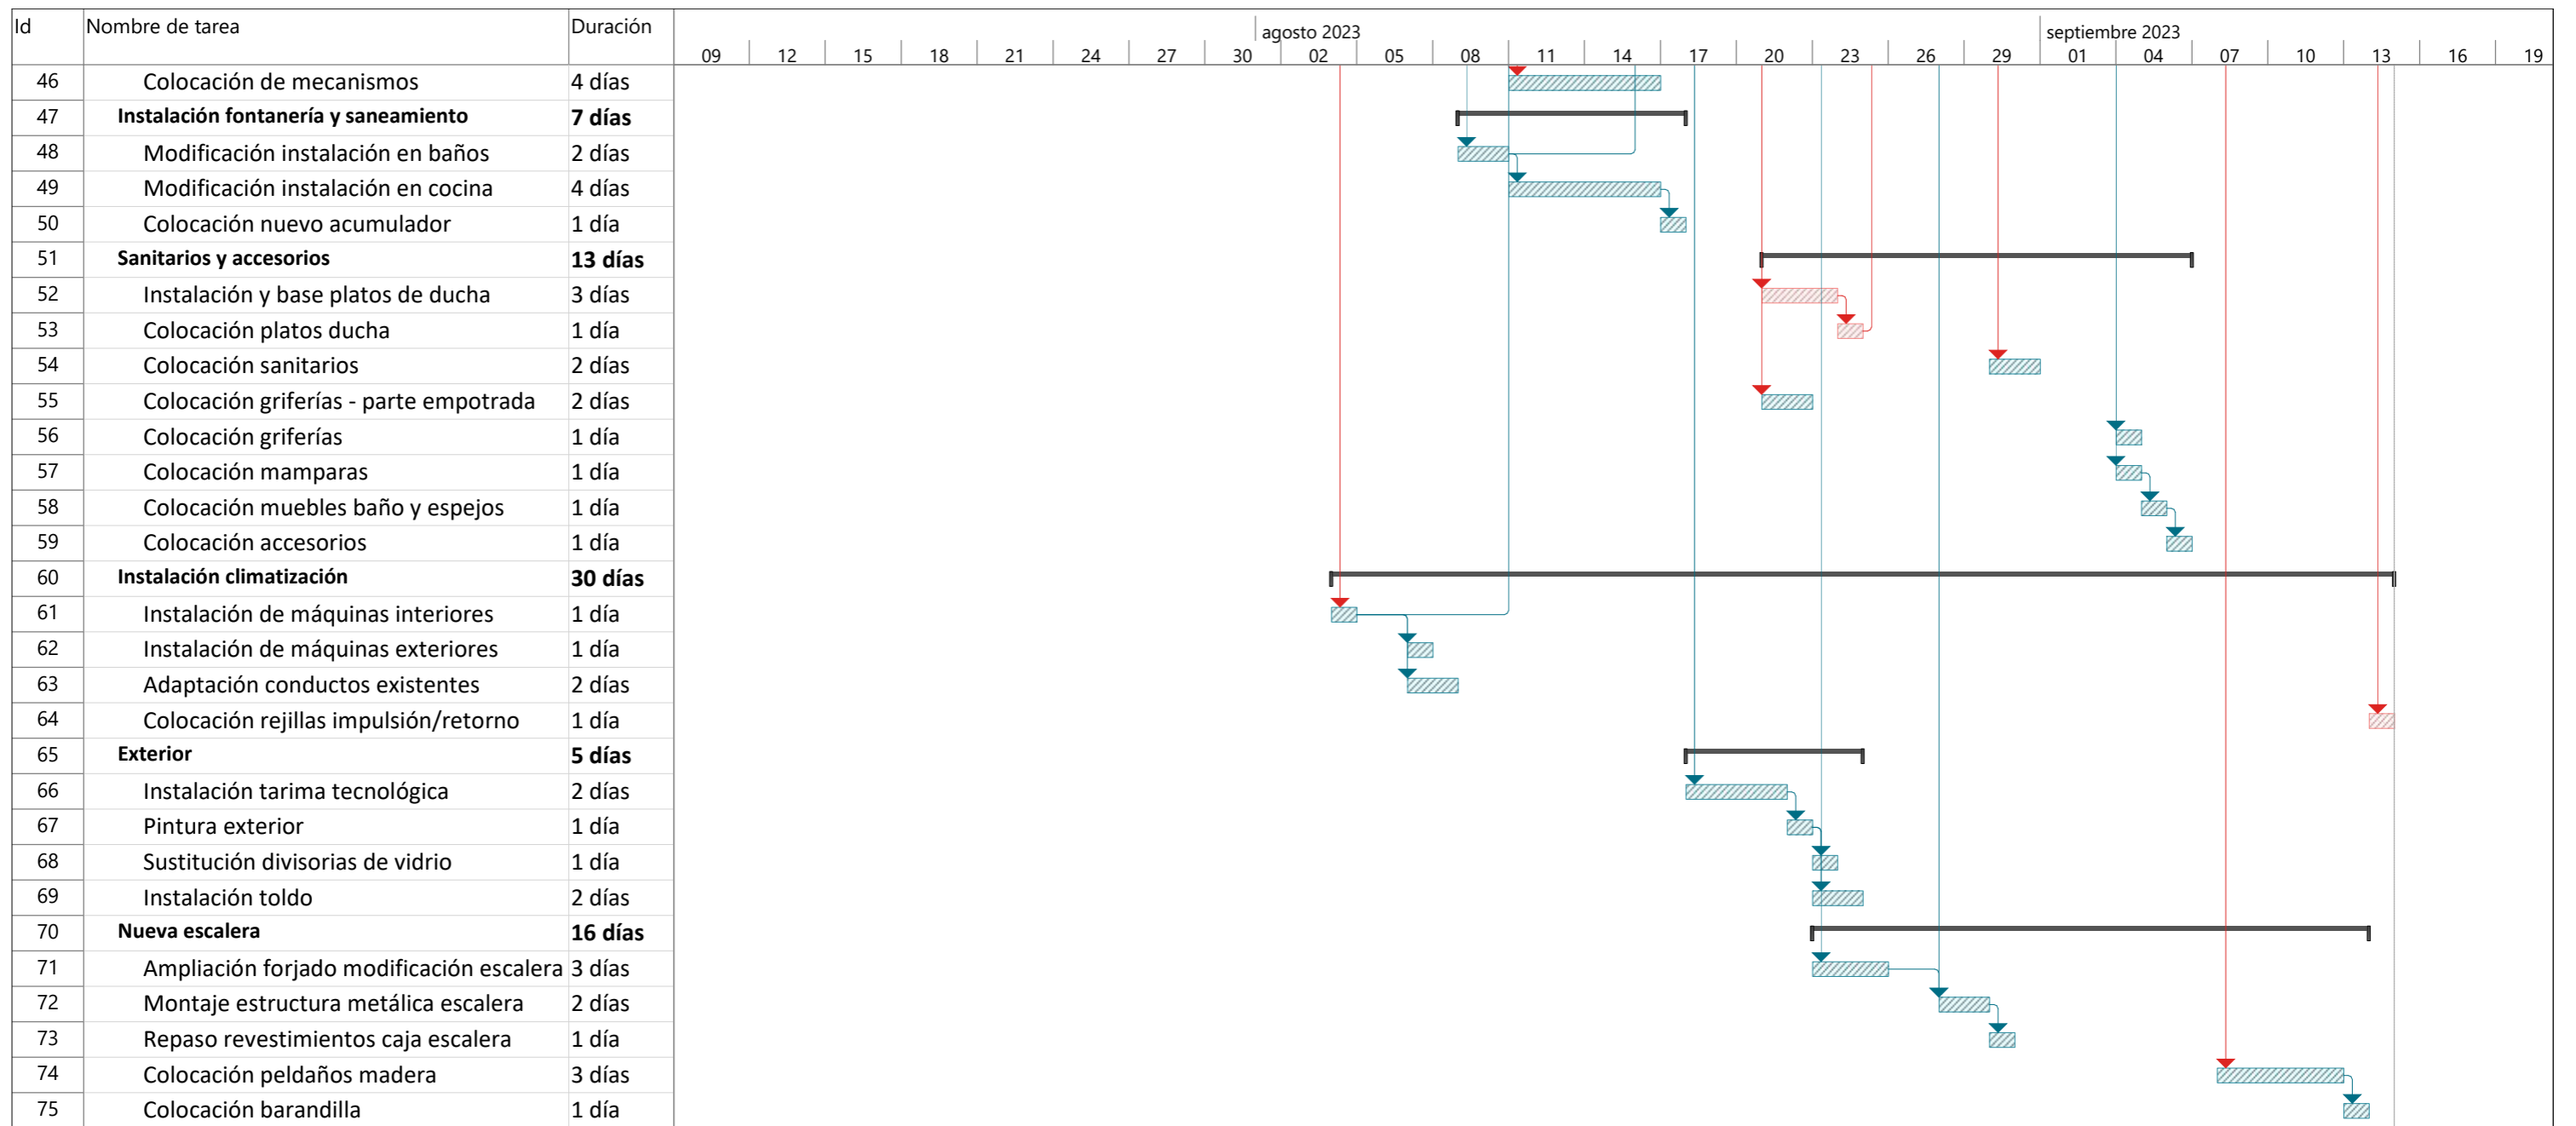 Id Nombre de tarea Duración
agosto 2023 septiembre 2023
09 12 15 18 21 24 27 30 02 05 08 11 14 17 20 23 26 29 01 04 07 10 13 16 19
46 Colocación de mecanismos 4 días
47 Instalación fontanería y saneamiento 7 días
48 Modificación instalación en baños 2 días
49 Modificación instalación en cocina 4 días
50 Colocación nuevo acumulador 1 día
51 Sanitarios y accesorios 13 días
52 Instalación y base platos de ducha 3 días
53 Colocación platos ducha 1 día
54 Colocación sanitarios 2 días
55 Colocación griferías - parte empotrada 2 días
56 Colocación griferías 1 día
57 Colocación mamparas 1 día
58 Colocación muebles baño y espejos 1 día
59 Colocación accesorios 1 día
60 Instalación climatización 30 días
61 Instalación de máquinas interiores 1 día
62 Instalación de máquinas exteriores 1 día
63 Adaptación conductos existentes 2 días
64 Colocación rejillas impulsión/retorno 1 día
65 Exterior 5 días
66 Instalación tarima tecnológica 2 días
67 Pintura exterior 1 día
68 Sustitución divisorias de vidrio 1 día
69 Instalación toldo 2 días
70 Nueva escalera 16 días
71 Ampliación forjado modificación escalera 3 días
72 Montaje estructura metálica escalera 2 días
73 Repaso revestimientos caja escalera 1 día
74 Colocación peldaños madera 3 días
75 Colocación barandilla 1 día